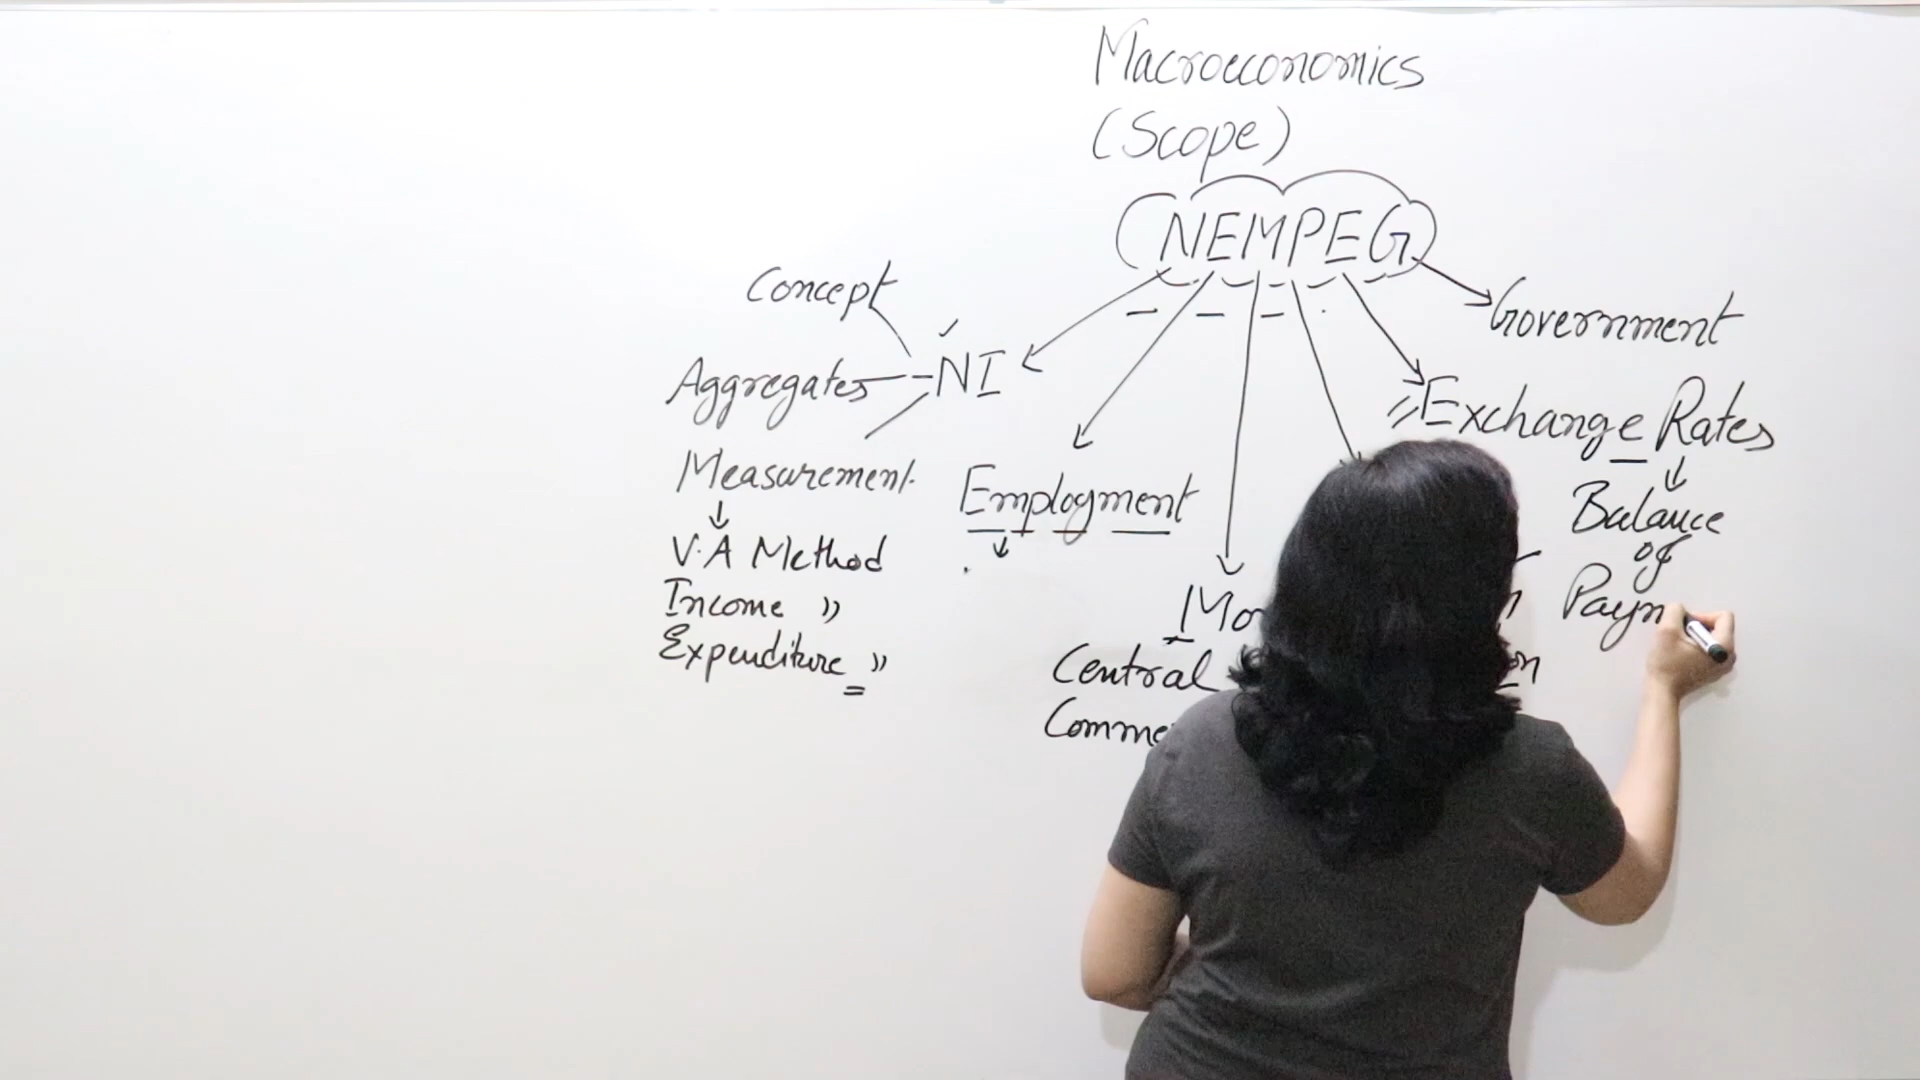 Macroeconomics
(Scope)
NEMPEG
Government
Concept
Aggregates - NI
Exchange Rates
Measurement
Employment
Balance
of
V.A Method
Income "
Expenditure "
Central